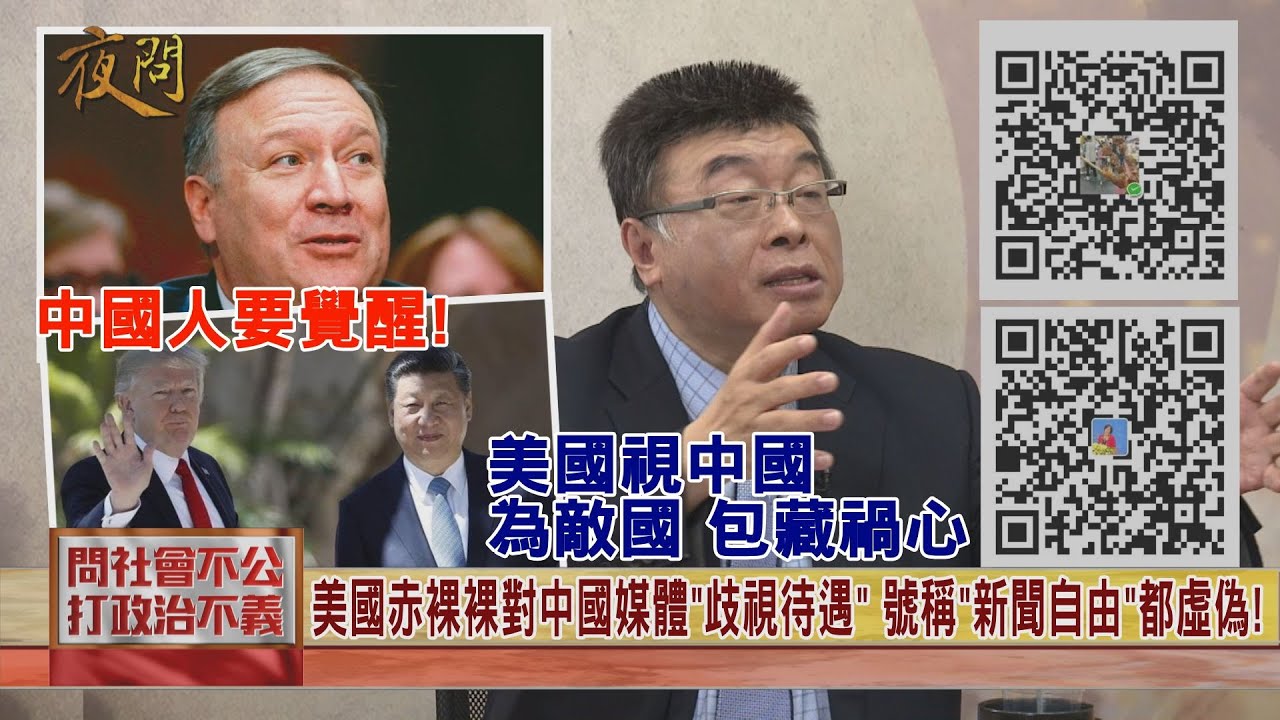 夜問
中國人要覺醒!
美國視中國
為敵國 包藏禍心
問社會不公
打政治不義
美國赤裸裸對中國媒體"歧視待遇" 號稱"新聞自由"都虛偽!